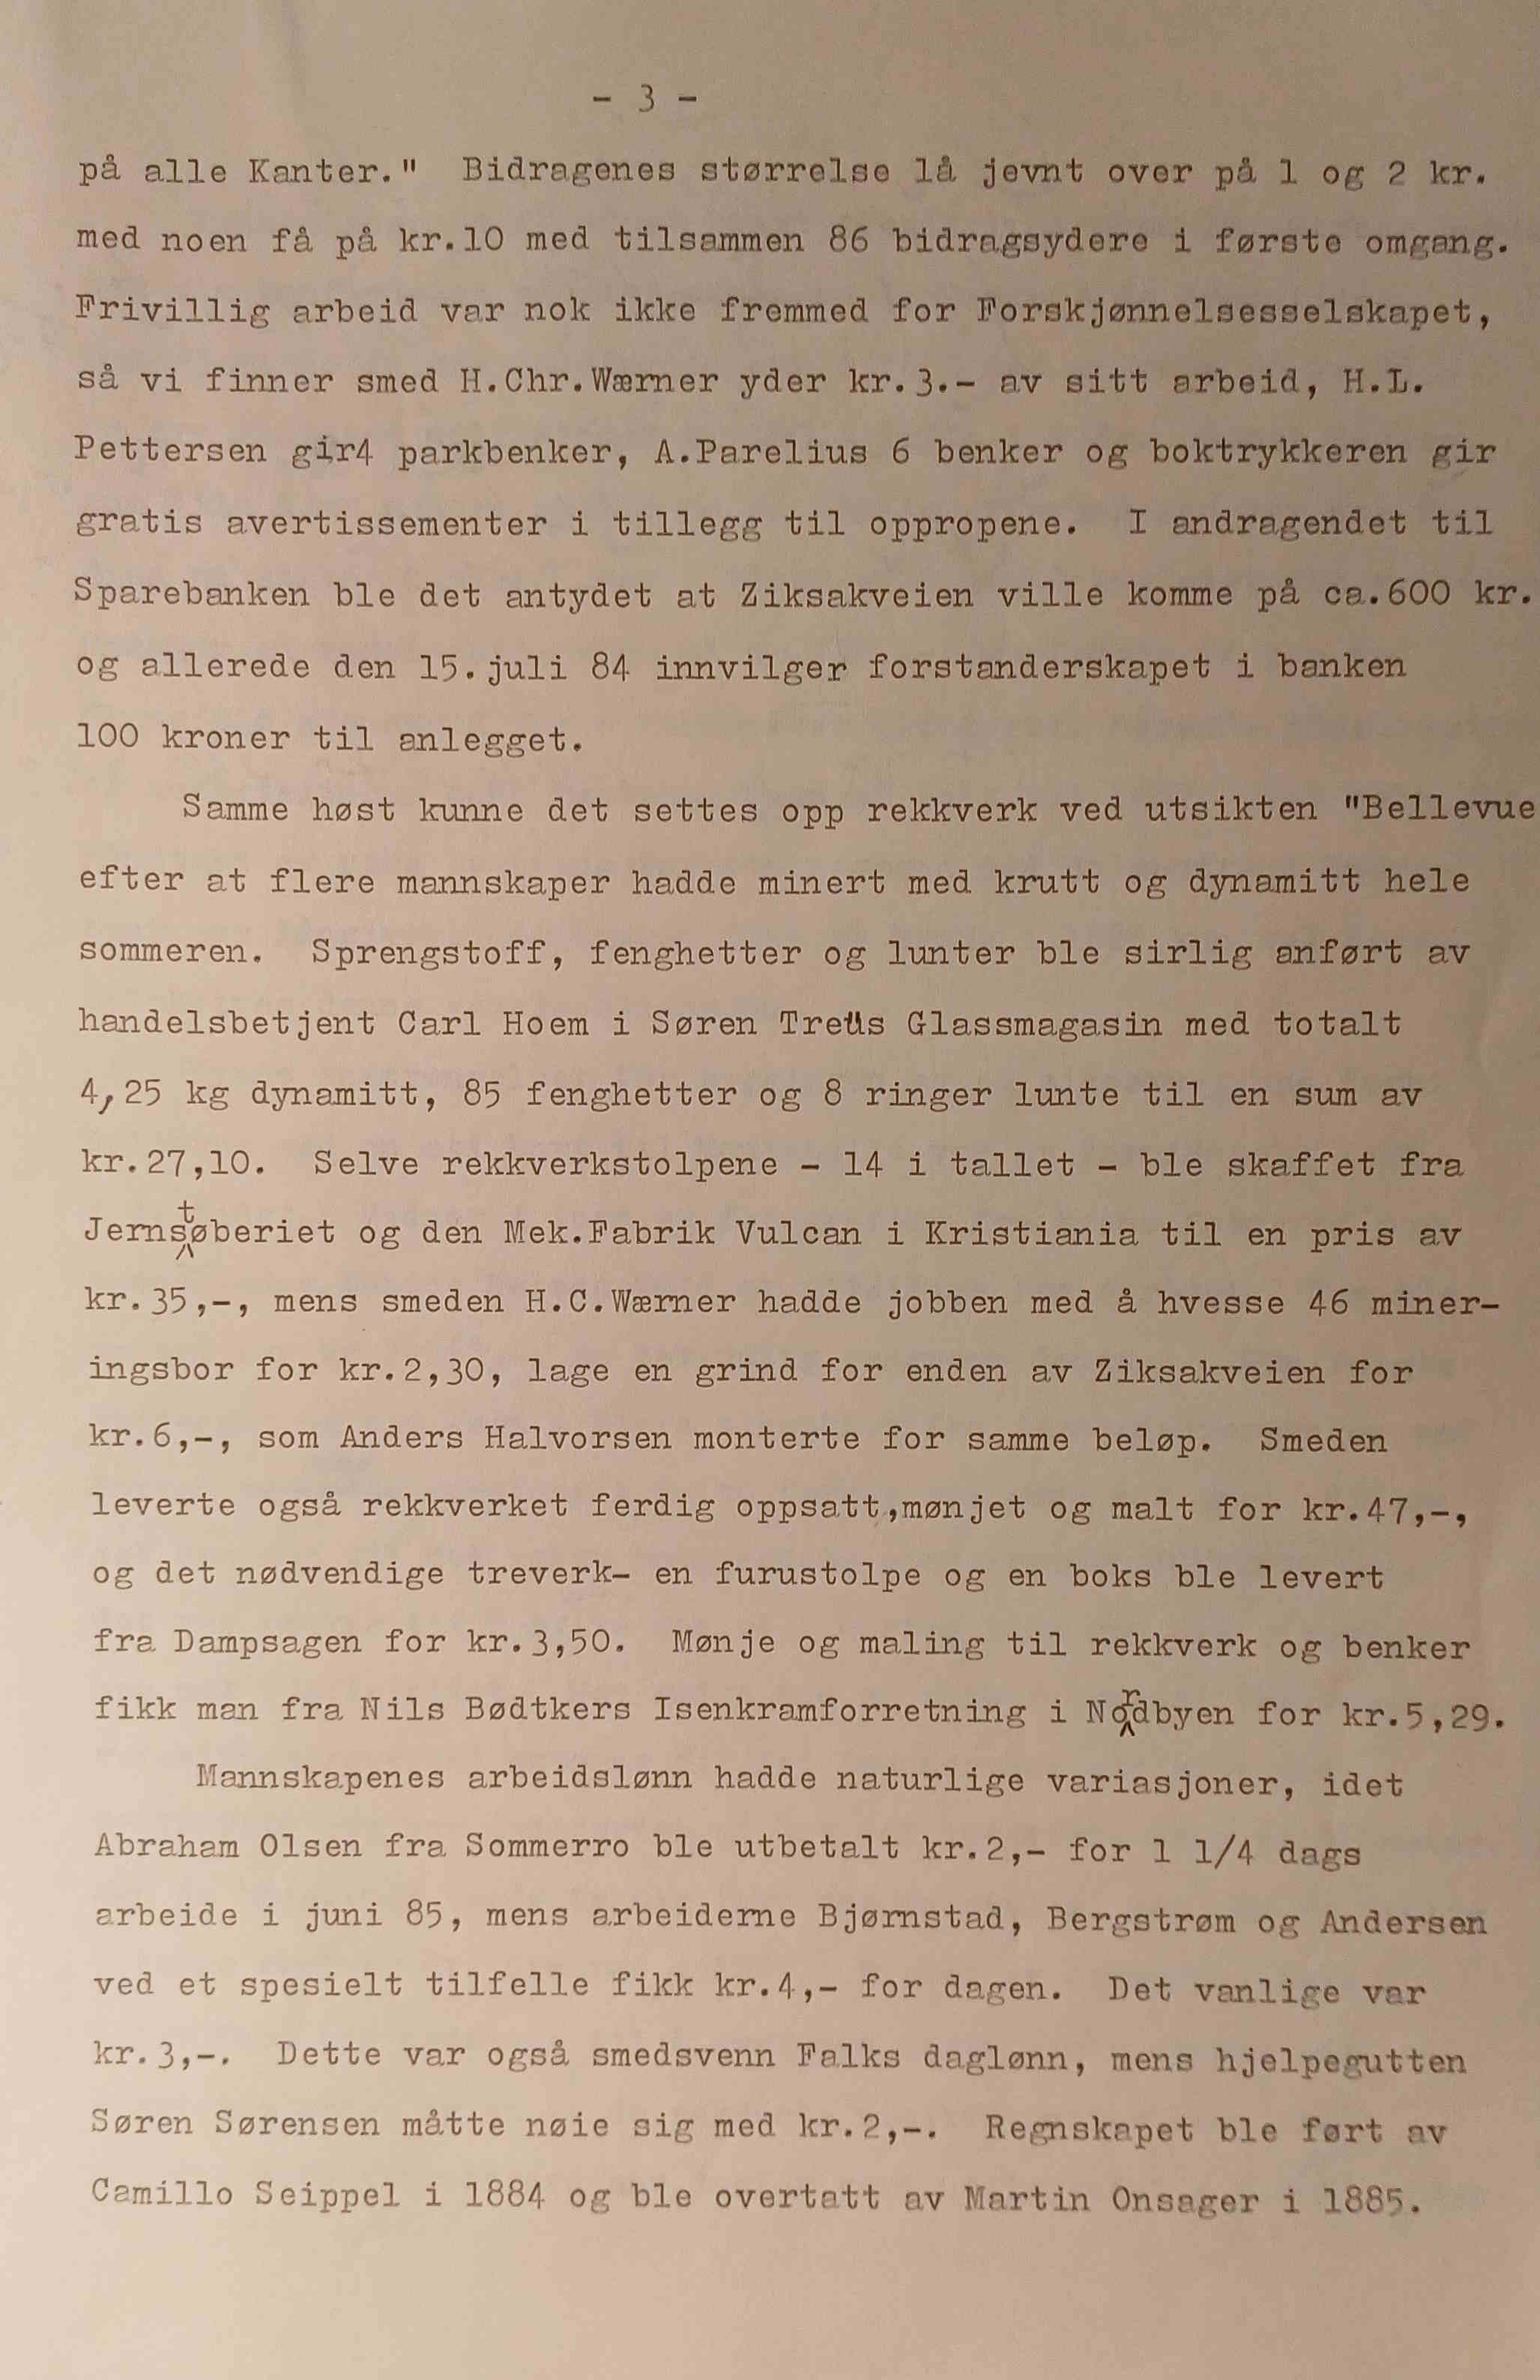 - 3 -
på alle Kanter." Bidragenes størrelse lå jevnt over på 1 og 2 kr.
med noen få på kr.10 med tilsammen 86 bidragsydere i første omgang.
Frivillig arbeid var nok ikke fremmed for Forskjønnelsesselskapet,
så vi finner smed H.Chr.Wærner yder kr.3.- av sitt arbeid, H.L.
Pettersen gir4 parkbenker, A.Parelius 6 benker og boktrykkeren gir
gratis avertissementer i tillegg til oppropene. I andragendet til
Sparebanken ble det antydet at Ziksakveien ville komme på ca.600 kr.
og allerede den 15.juli 84 innvilger forstanderskapet i banken
100 kroner til anlegget.
Samme høst kunne det settes opp rekkverk ved utsikten "Bellevue
efter at flere mannskaper hadde minert med krutt og dynamitt hele
sommeren. Sprengstoff, fenghetter og lunter ble sirlig anført av
handelsbetjent Carl Hoem i Søren Treüs Glassmagasin med totalt
4,25 kg dynamitt, 85 fenghetter og 8 ringer lunte til en sum av
kr.27,10. Selve rekkverkstolpene - 14 i tallet - ble skaffet fra
Jernstøberiet og den Mek.Fabrik Vulcan i Kristiania til en pris av
kr.35,-, mens smeden H.C.Wærner hadde jobben med å hvesse 46 miner-
ingsbor for kr.2,30, lage en grind for enden av Ziksakveien for
kr.6,-, som Anders Halvorsen monterte for samme beløp. Smeden
leverte også rekkverket ferdig oppsatt,mønjet og malt for kr.47,-,
og det nødvendige treverk- en furustolpe og en boks ble levert
fra Dampsagen for kr.3,50. Mønje og maling til rekkverk og benker
fikk man fra Nils Bødtkers Isenkramforretning i Nordbyen for kr.5,29.
Mannskapenes arbeidslønn hadde naturlige variasjoner, idet
Abraham Olsen fra Sommerro ble utbetalt kr.2,- for 1 1/4 dags
arbeide i juni 85, mens arbeiderne Bjørnstad, Bergstrøm og Andersen
ved et spesielt tilfelle fikk kr.4,- for dagen. Det vanlige var
kr.3,-. Dette var også smedsvenn Falks daglønn, mens hjelpegutten
Søren Sørensen måtte nøie sig med kr.2,-. Regnskapet ble ført av
Camillo Seippel i 1884 og ble overtatt av Martin Onsager i 1885.